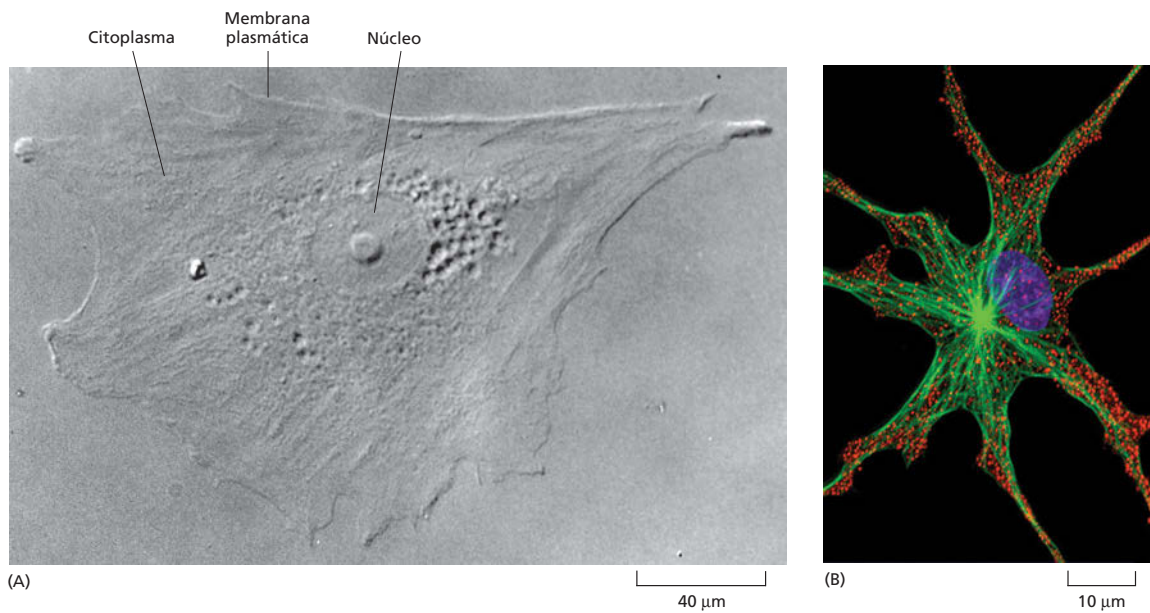 Citoplasma
Membrana
plasmática
Núcleo
(A)
40 μm
(B)
10 μm